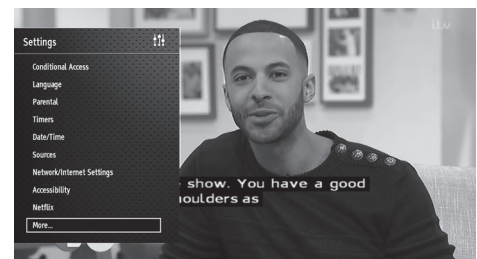 itv
Settings
Conditional Access
Language
Parental
Timers
Date/Time
Sources
Network/Internet Settings
Accessibility
Netflix
More...
show. You have a good
houlders as